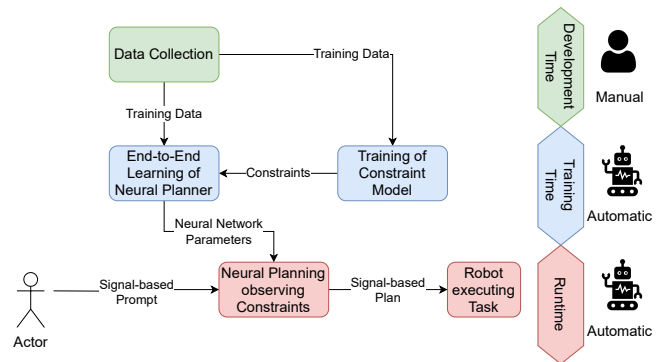 Data Collection
Training Data
Training Data
End-to-End
Learning of
Neural Planner
Constraints
Training of
Constraint
Model
Neural Network
Parameters
Signal-based
Prompt
Neural Planning
observing
Constraints
Signal-based
Plan
Robot
executing
Task
Actor
Development
Time
Manual
Training
Time
Automatic
Runtime
Automatic